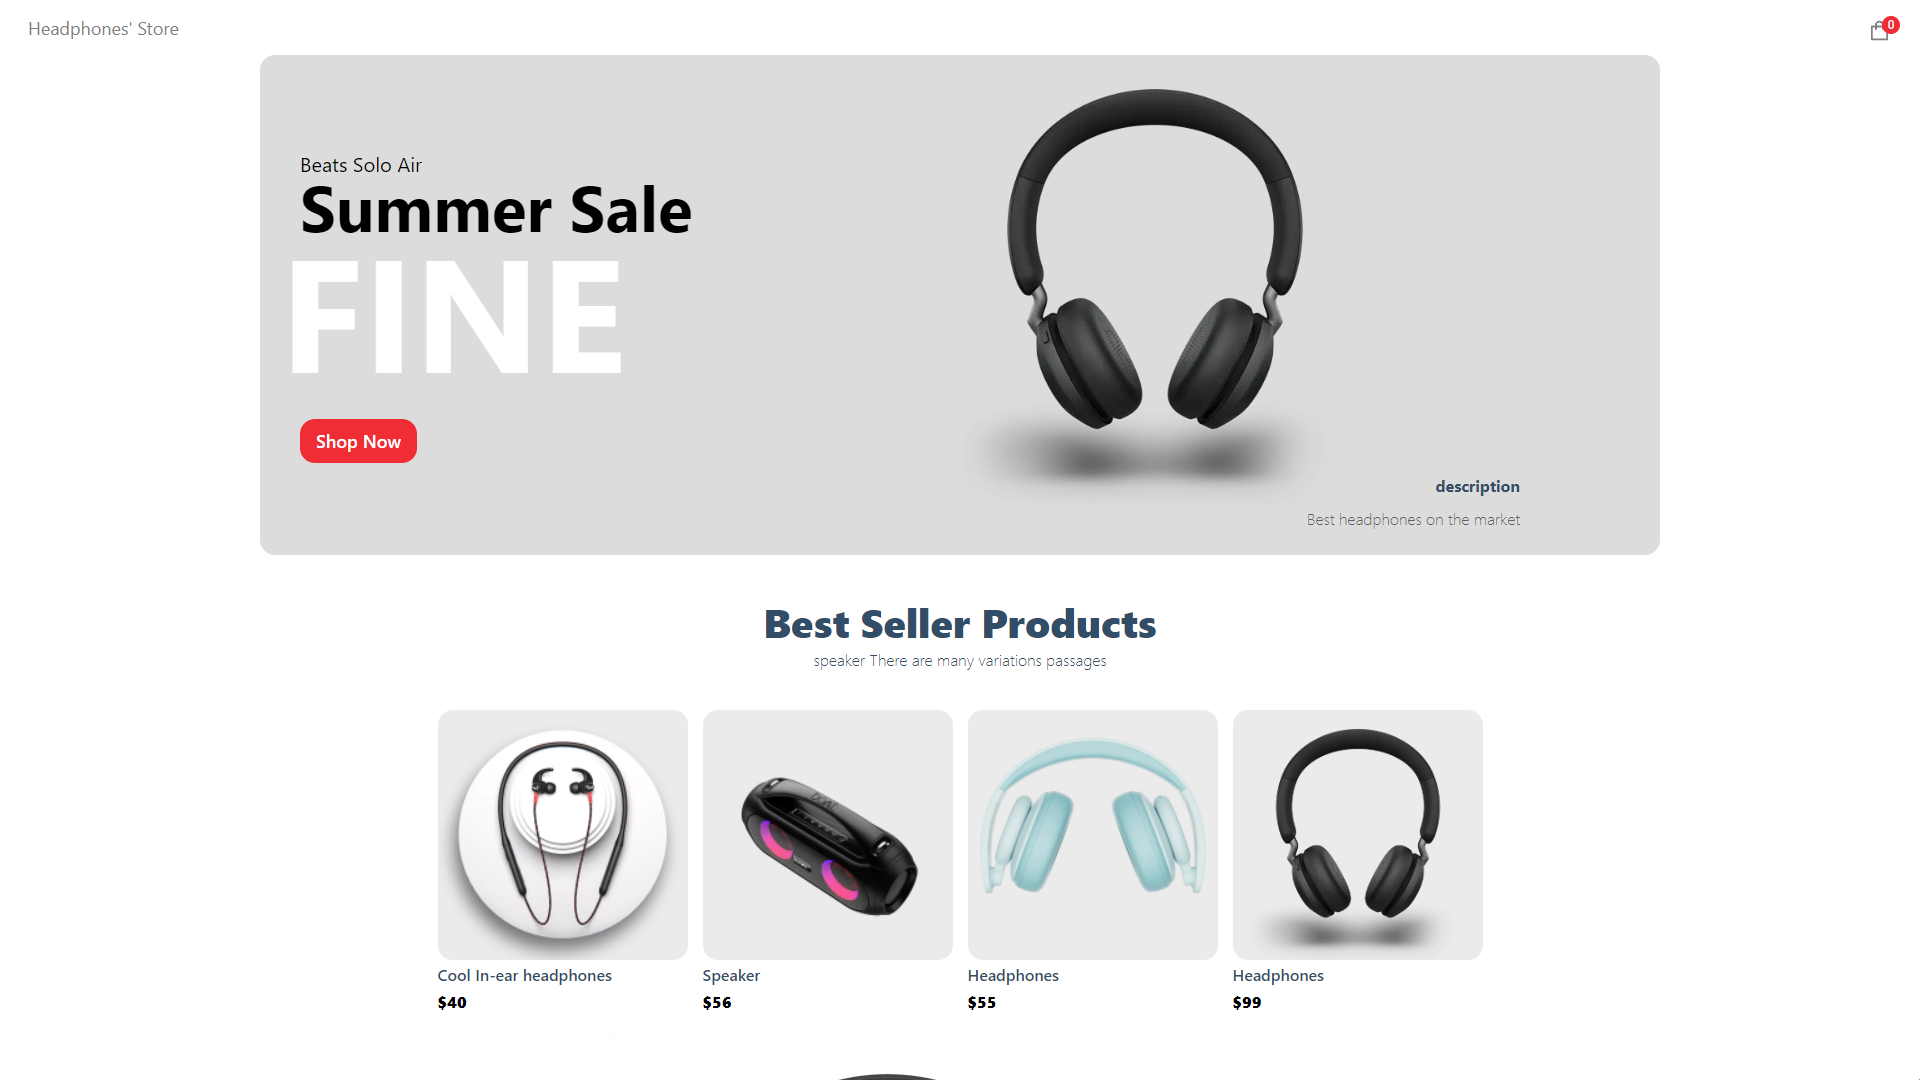 Headphones' Store
0
Beats Solo Air
Summer Sale
FINE
Shop Now
description
Best headphones on the market
Best Seller Products
speaker There are many variations passages
Cool In-ear headphones
$40
Speaker
$56
Headphones
$55
Headphones
$99